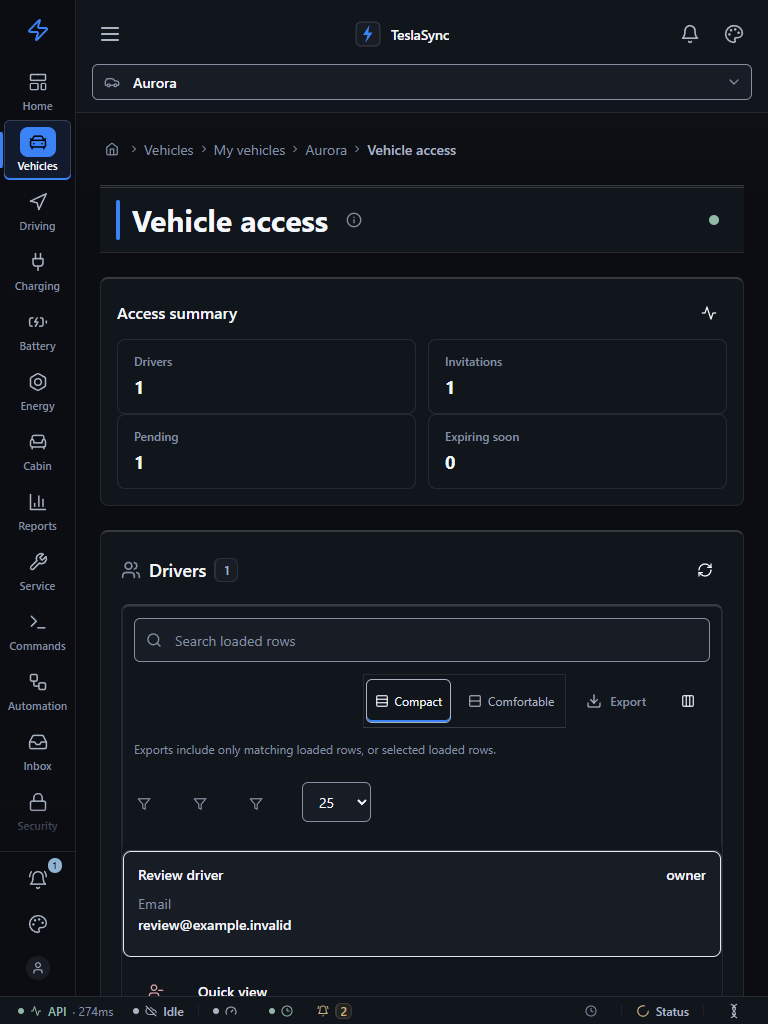 TeslaSync
Aurora
Home
Vehicles
Driving
Charging
Battery
Energy
Cabin
Reports
Service
Commands
Automation
Inbox
Security
1
Vehicles > My vehicles > Aurora > Vehicle access
Vehicle access
Access summary
Drivers
1
Invitations
1
Pending
1
Expiring soon
0
Drivers 1
Search loaded rows
Compact Comfortable Export
Exports include only matching loaded rows, or selected loaded rows.
25
Review driver owner
Email
review@example.invalid
Quick view
API · 274ms Idle 2 Status